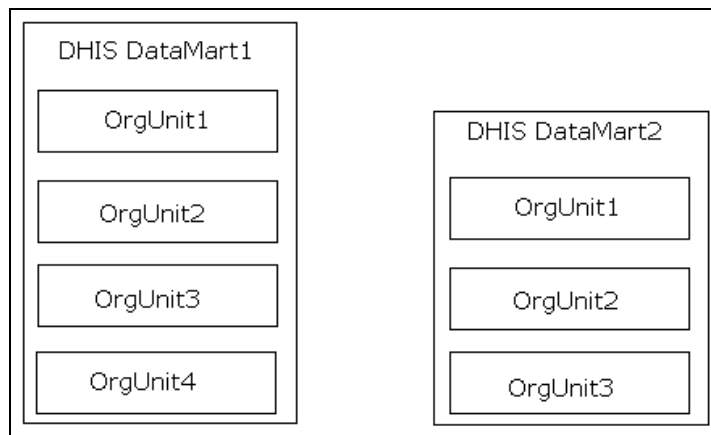 DHIS DataMart1
OrgUnit1
OrgUnit2
OrgUnit3
OrgUnit4
DHIS DataMart2
OrgUnit1
OrgUnit2
OrgUnit3